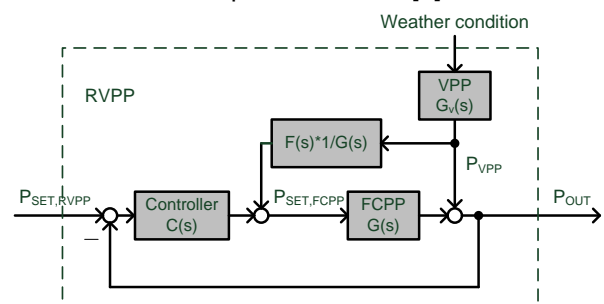 Weather condition
RVPP
VPP
Gv(s)
F(s)*1/G(s)
PVPP
PSET,RVPP
Controller
C(s)
PSET,FCPP
FCPP
G(s)
POUT
–